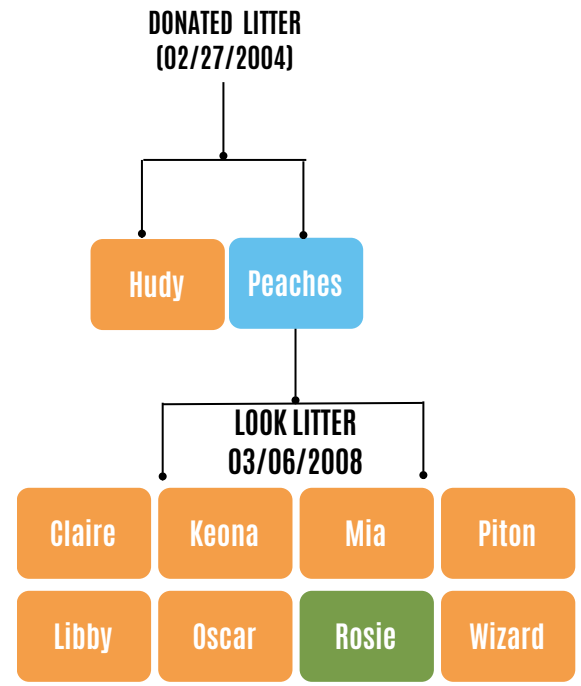 DONATED LITTER
(02/27/2004)
Hudy
Peaches
LOOK LITTER
03/06/2008
Claire
Keona
Mia
Piton
Libby
Oscar
Rosie
Wizard